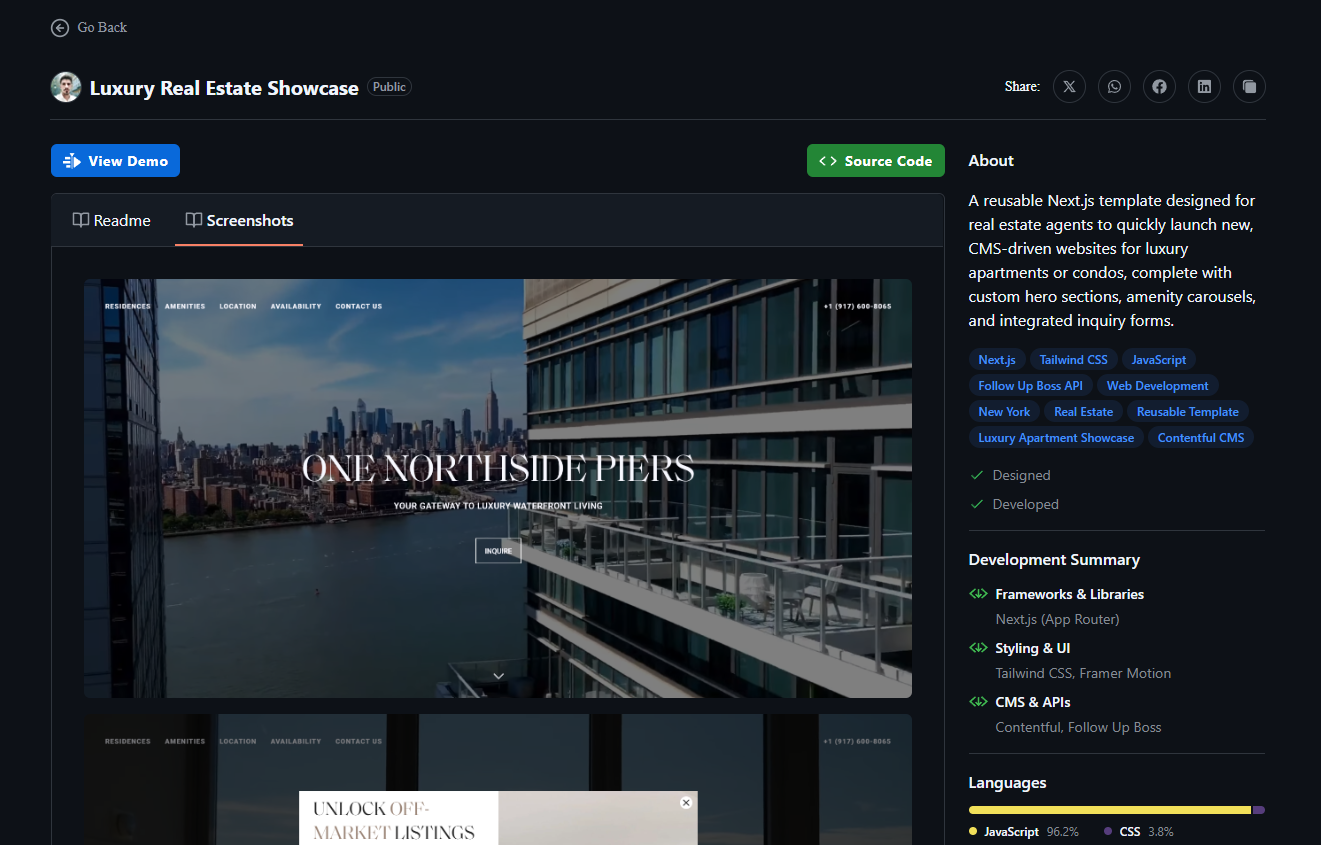 Go Back
Luxury Real Estate Showcase
Public
Share:
View Demo
Source Code
Readme
Screenshots
RESIDENCES AMENITIES LOCATION AVAILABILITY CONTACT US
+1 (917) 600-8065
ONE NORTHSIDE PIERS
YOUR GATEWAY TO LUXURY WATERFRONT LIVING
INQUIRE
RESIDENCES AMENITIES LOCATION AVAILABILITY CONTACT US
+1 (917) 600-8065
UNLOCK OFF-
MARKET LISTINGS
About
A reusable Next.js template designed for
real estate agents to quickly launch new,
CMS-driven websites for luxury
apartments or condos, complete with
custom hero sections, amenity carousels,
and integrated inquiry forms.
Next.js Tailwind CSS JavaScript
Follow Up Boss API Web Development
New York Real Estate Reusable Template
Luxury Apartment Showcase Contentful CMS
Designed
Developed
Development Summary
Frameworks & Libraries
Next.js (App Router)
Styling & UI
Tailwind CSS, Framer Motion
CMS & APIs
Contentful, Follow Up Boss
Languages
JavaScript 96.2% CSS 3.8%